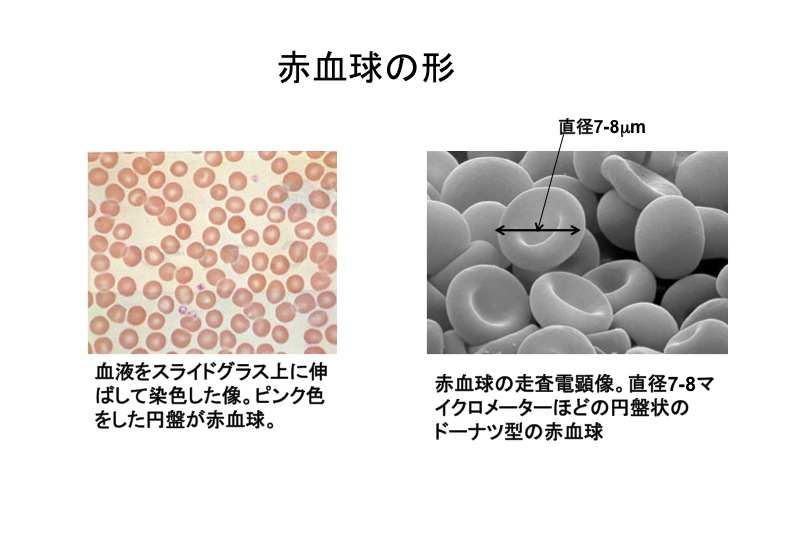 赤血球の形
直径7-8μm
血液をスライドグラス上に伸
ばして染色した像。ピンク色
をした円盤が赤血球。
赤血球の走査電顕像。直径7-8マ
イクロメーターほどの円盤状の
ドーナツ型の赤血球